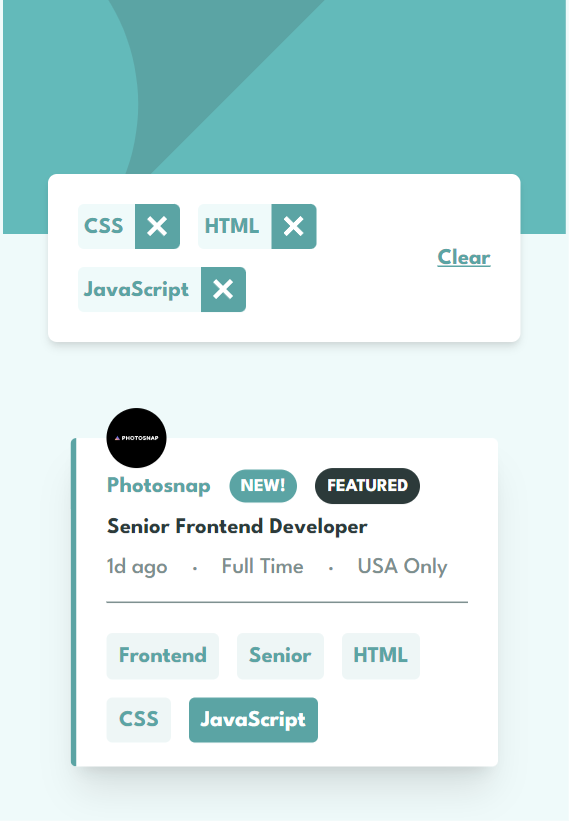 CSS HTML
Clear
JavaScript
PHOTOSNAP
Photosnap NEW! FEATURED
Senior Frontend Developer
1d ago · Full Time · USA Only
Frontend Senior HTML
CSS JavaScript